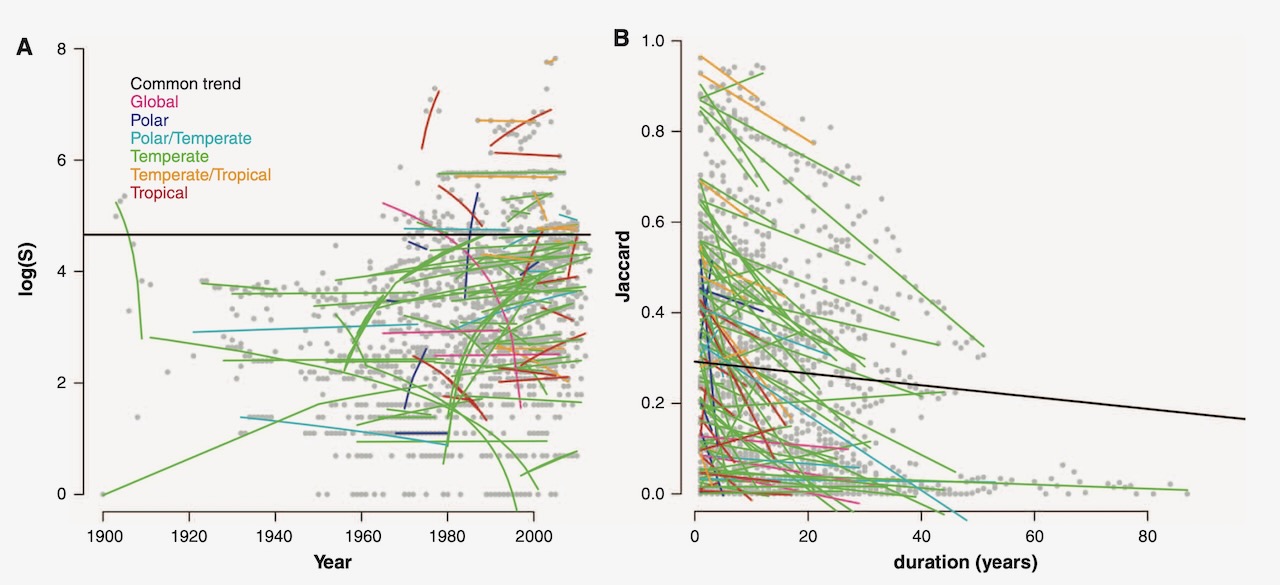 A
8
6
4
2
0
log(S)
Common trend
Global
Polar
Polar/Temperate
Temperate
Temperate/Tropical
Tropical
1900 1920 1940 1960 1980 2000
Year
B
1.0
0.8
0.6
0.4
0.2
0.0
Jaccard
0 20 40 60 80
duration (years)